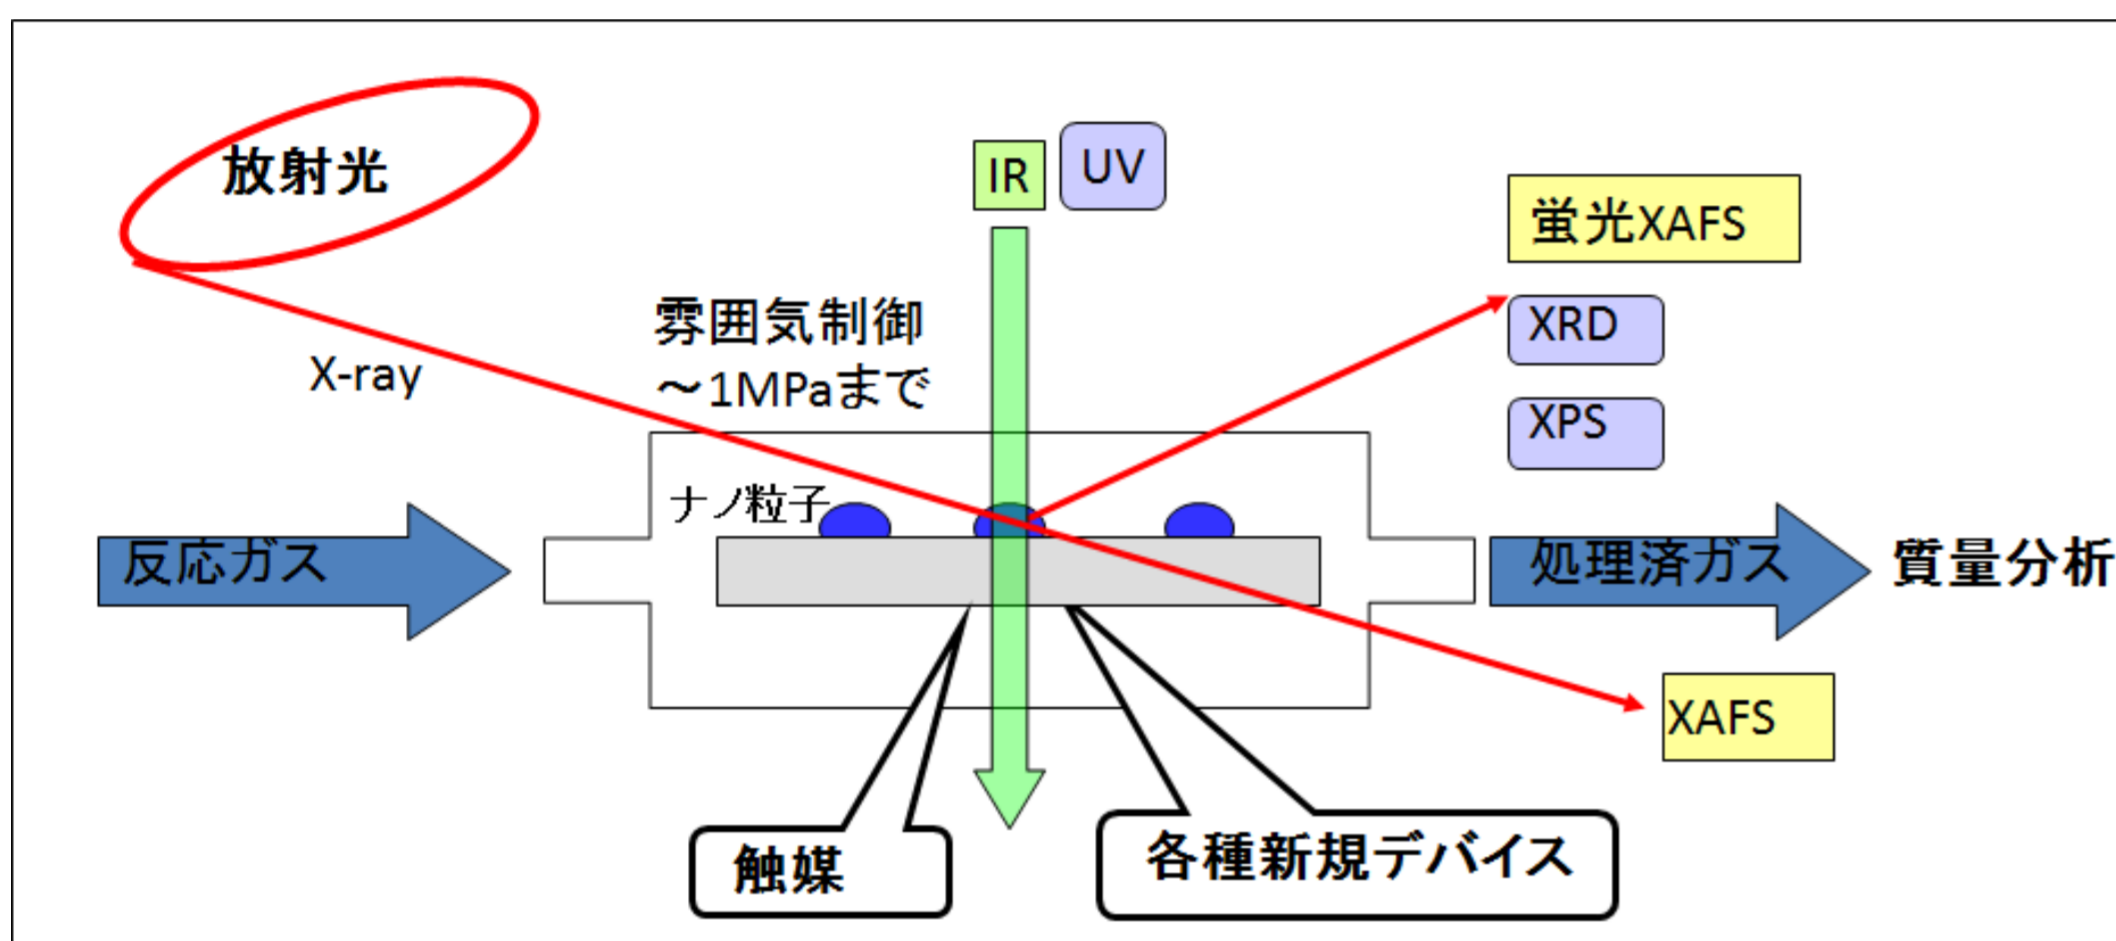 放射光
IR
UV
蛍光XAFS
雰囲気制御
～1MPaまで
X-ray
XRD
XPS
ナノ粒子
反応ガス
処理済ガス
質量分析
XAFS
触媒
各種新規デバイス